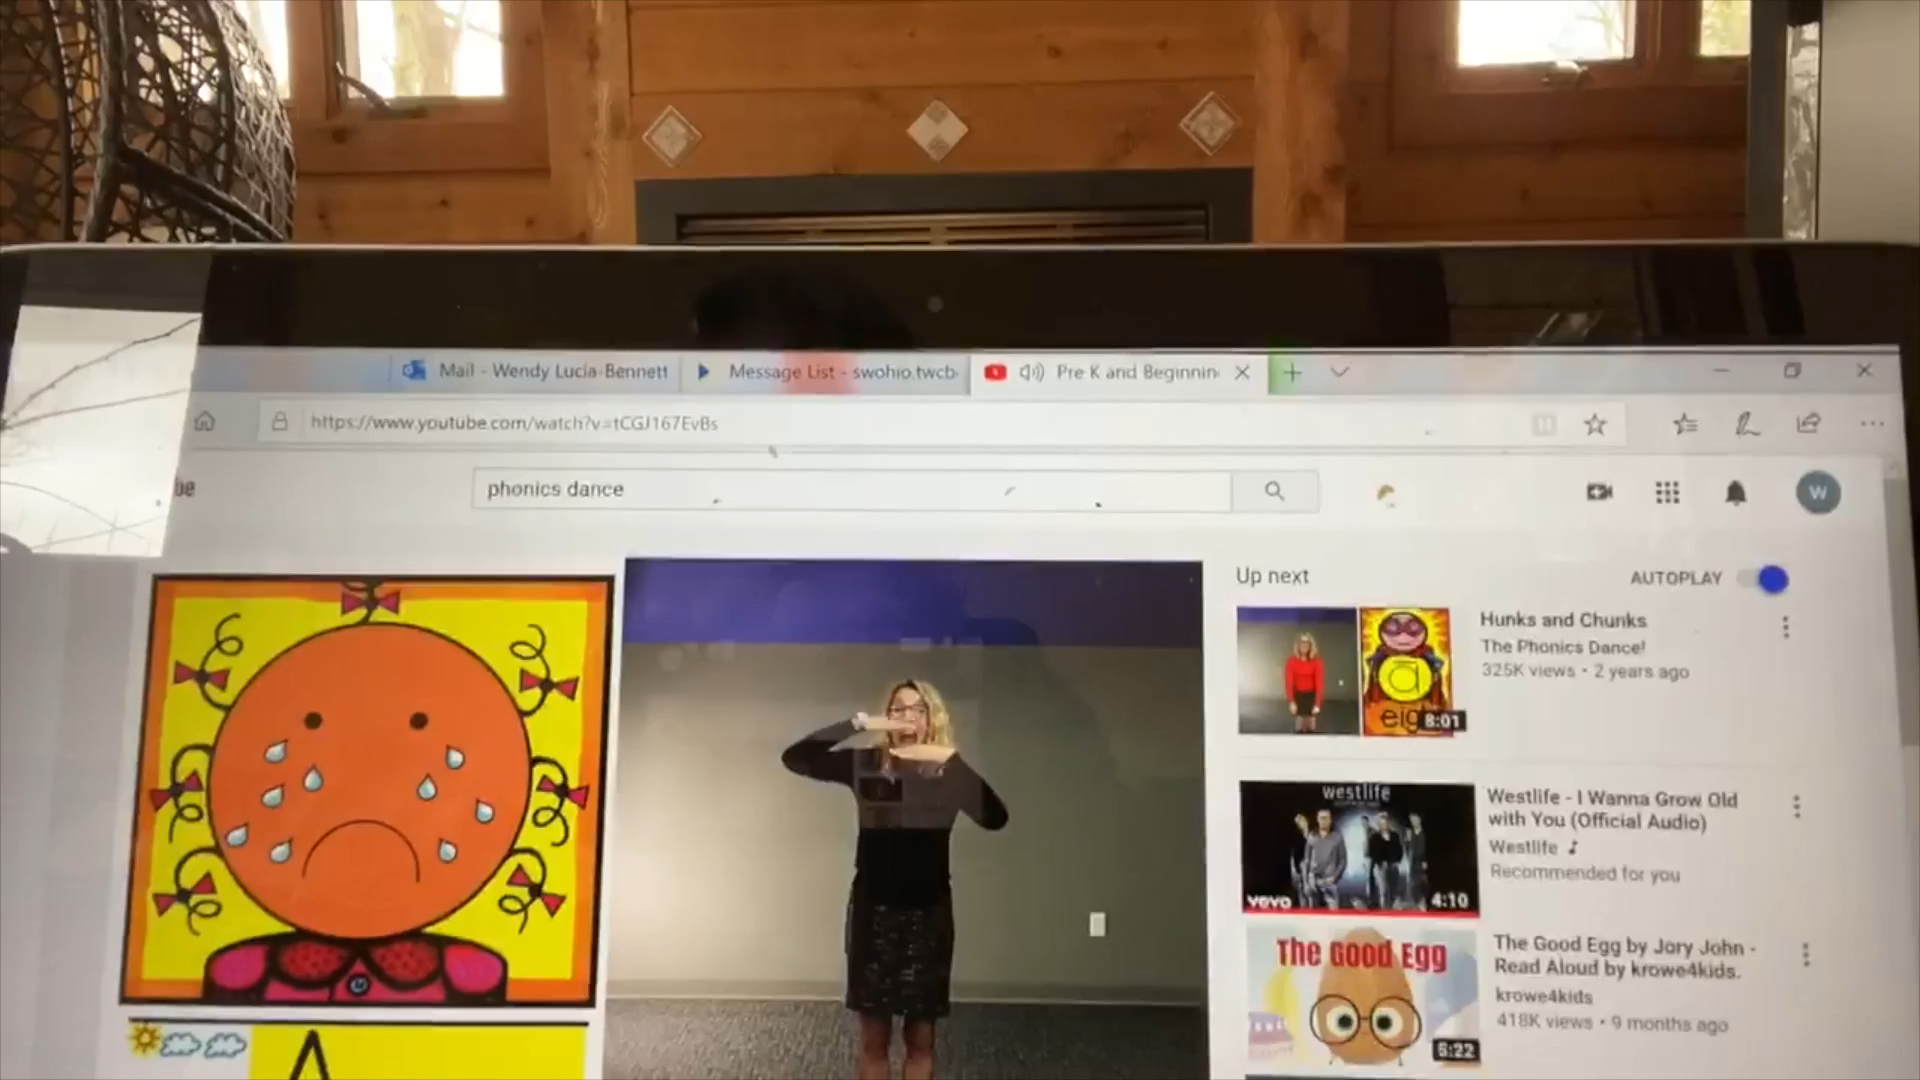 Mail - Wendy Lucia-Bennett
Message List - swohio.twcb
Pre K and Beginnin
https://www.youtube.com/watch?v=tCGJ167EvBs
be
phonics dance
W
Up next
AUTOPLAY
Hunks and Chunks
The Phonics Dance!
325K views • 2 years ago
a
eig
8:01
westlife
Westlife - I Wanna Grow Old
with You (Official Audio)
Westlife
Recommended for you
vevo
4:10
The Good Egg
The Good Egg by Jory John -
Read Aloud by krowe4kids.
krowe4kids
418K views • 9 months ago
6:22
A